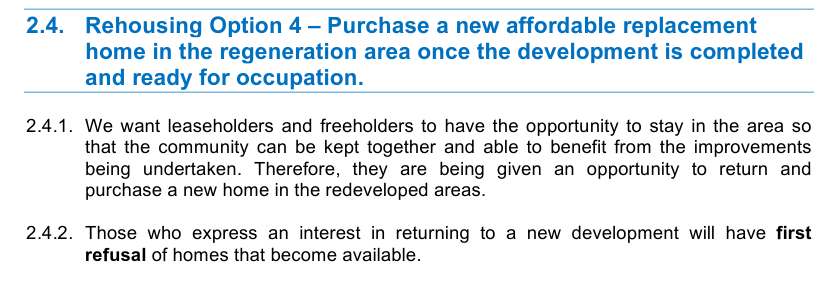 2.4. Rehousing Option 4 – Purchase a new affordable replacement
home in the regeneration area once the development is completed
and ready for occupation.
2.4.1. We want leaseholders and freeholders to have the opportunity to stay in the area so
that the community can be kept together and able to benefit from the improvements
being undertaken. Therefore, they are being given an opportunity to return and
purchase a new home in the redeveloped areas.
2.4.2. Those who express an interest in returning to a new development will have first
refusal of homes that become available.